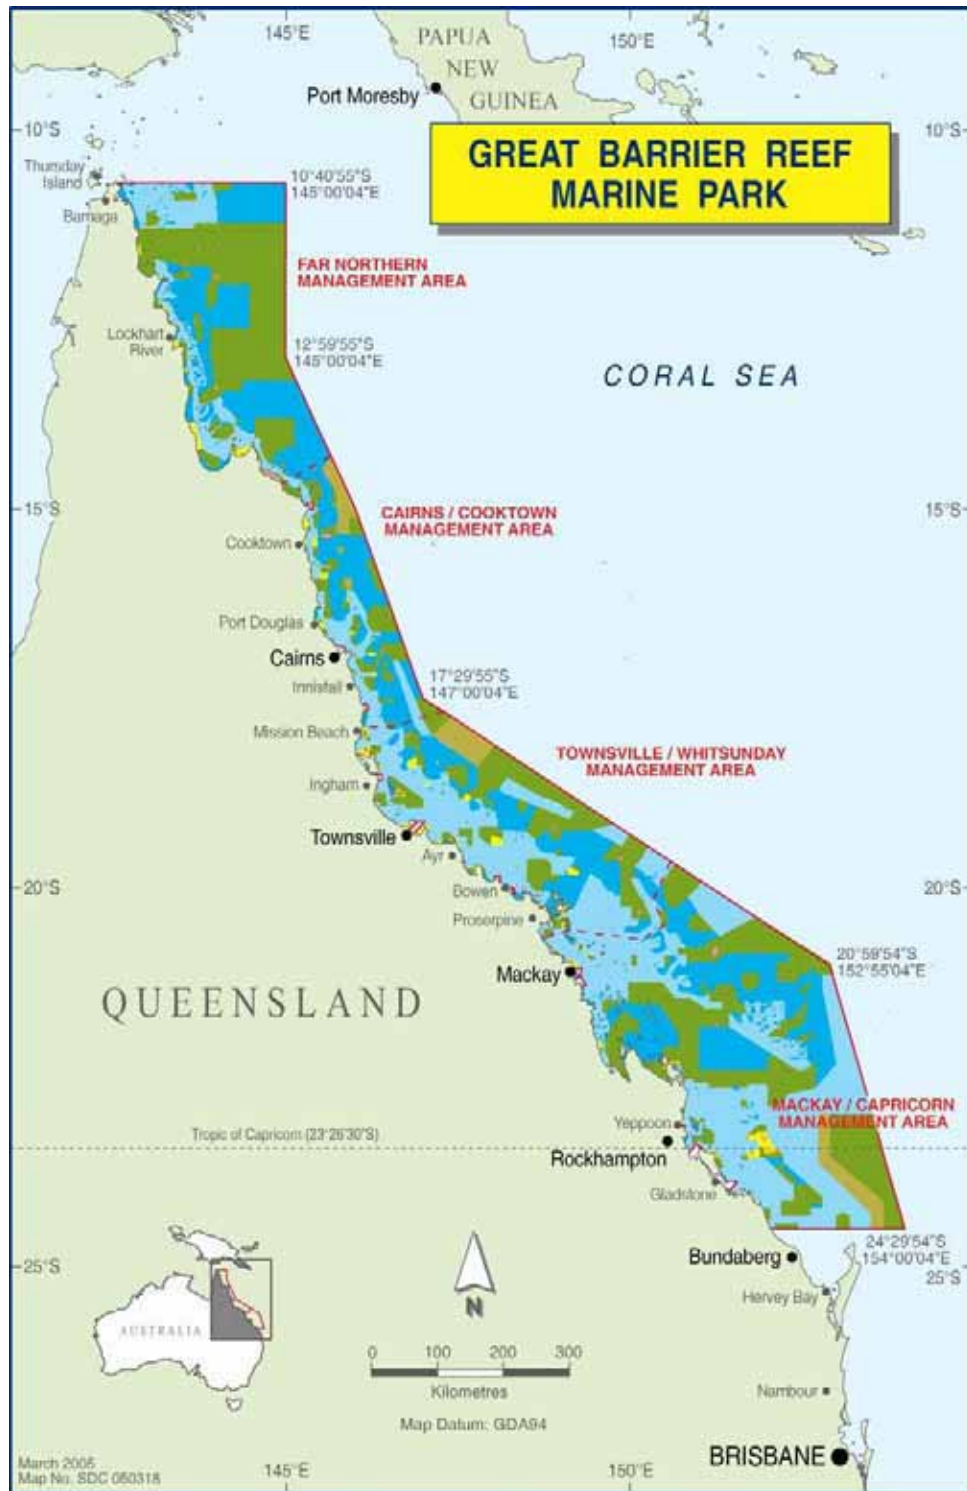 145°E
150°E
PAPUA
NEW
GUINEA
Port Moresby
10°S
10°S
GREAT BARRIER REEF
MARINE PARK
Thursday
Island
Bamaga
10°40'55"S
145°00'04"E
FAR NORTHERN
MANAGEMENT AREA
Lockhart
River
12°59'55"S
145°00'04"E
CORAL SEA
15°S
15°S
CAIRNS / COOKTOWN
MANAGEMENT AREA
Cooktown
Port Douglas
Cairns
Innisfail
17°29'55"S
147°00'04"E
Mission Beach
TOWNSVILLE / WHITSUNDAY
MANAGEMENT AREA
Ingham
Townsville
Ayr
20°S
20°S
Bowen
Proserpine
20°59'54"S
152°55'04"E
Mackay
QUEENSLAND
MACKAY / CAPRICORN
MANAGEMENT AREA
Yeppoon
Tropic of Capricorn (23°26'30"S)
Rockhampton
Gladstone
24°29'54"S
154°00'04"E
25°S
25°S
Bundaberg
Hervey Bay
AUSTRALIA
N
0 100 200 300
Kilometres
Map Datum: GDA94
Nambour
BRISBANE
March 2005
Map No. SDC 050318
145°E
150°E